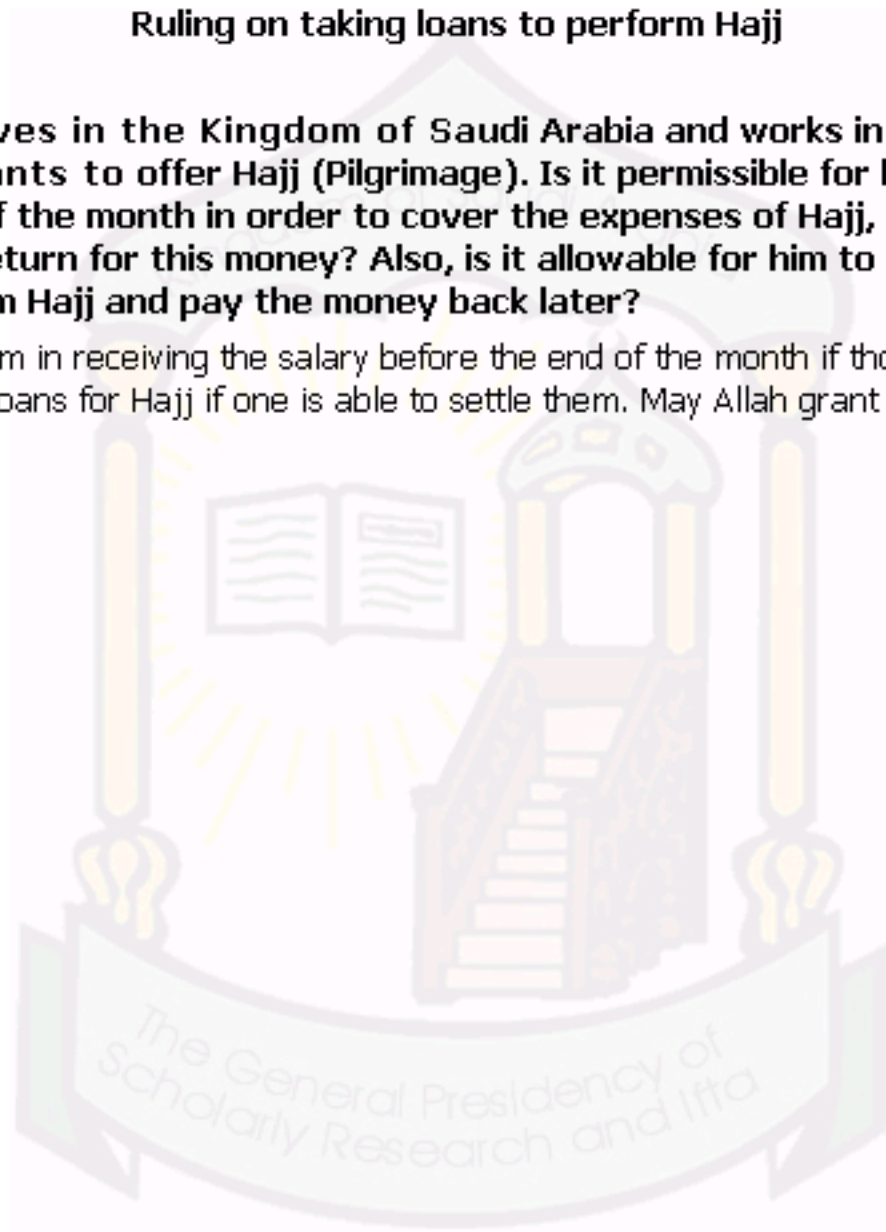 Ruling on taking loans to perform Hajj
ves in the Kingdom of Saudi Arabia and works in
ants to offer Hajj (Pilgrimage). Is it permissible for
f the month in order to cover the expenses of Hajj,
eturn for this money? Also, is it allowable for him to
m Hajj and pay the money back later?
m in receiving the salary before the end of the month if tho
oans for Hajj if one is able to settle them. May Allah grant
The General Presidency of
Scholarly Research and Ifta